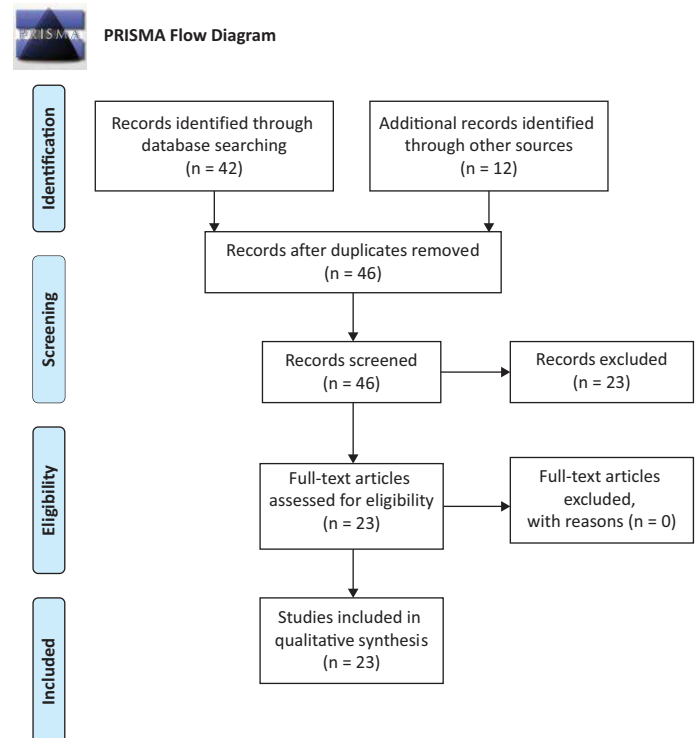 PRISMA
PRISMA Flow Diagram
Identification
Records identified through
database searching
(n = 42)
Additional records identified
through other sources
(n = 12)
Records after duplicates removed
(n = 46)
Screening
Records screened
(n = 46)
Records excluded
(n = 23)
Eligibility
Full-text articles
assessed for eligibility
(n = 23)
Full-text articles
excluded,
with reasons (n = 0)
Included
Studies included in
qualitative synthesis
(n = 23)